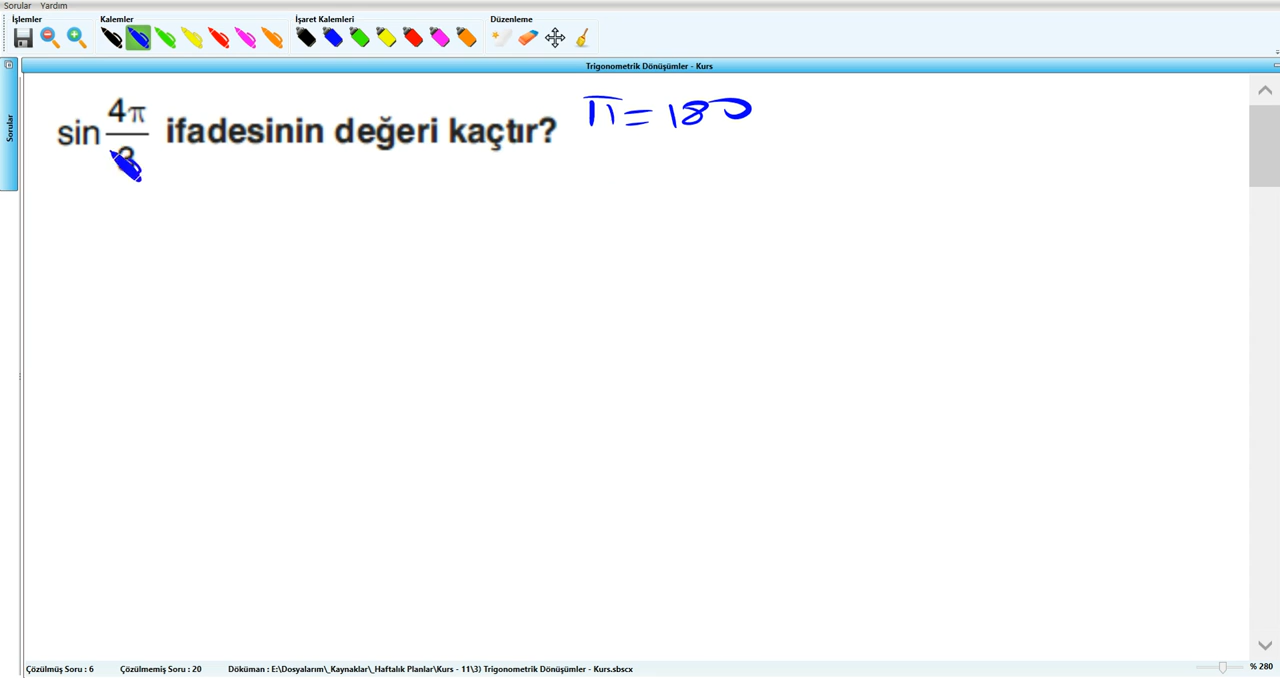 Sorular Yardım
İşlemler Kalemler İşaret Kalemleri Düzenleme
Trigonometrik Dönüşümler - Kurs
Sorular
sin 4π/3 ifadesinin değeri kaçtır? π = 180
Çözülmüş Soru : 6 Çözülmemiş Soru : 20 Döküman : E:\Dosyalarım\_Kaynaklar\_Haftalık Planlar\Kurs - 11\3) Trigonometrik Dönüşümler - Kurs.sbscx % 280